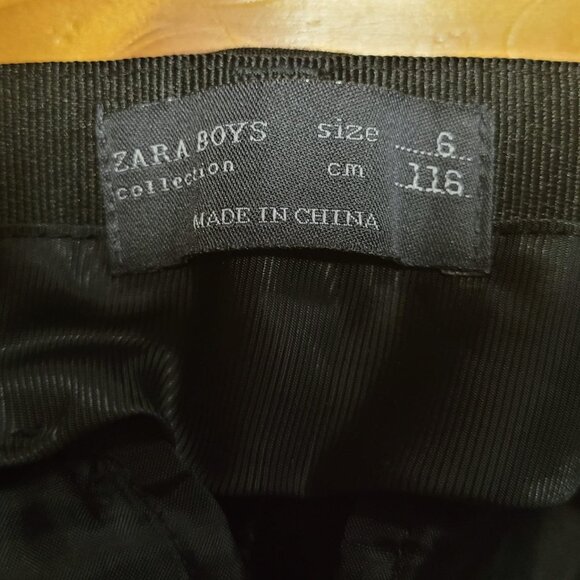 ZARA BOYS size 6
collection cm 116
MADE IN CHINA